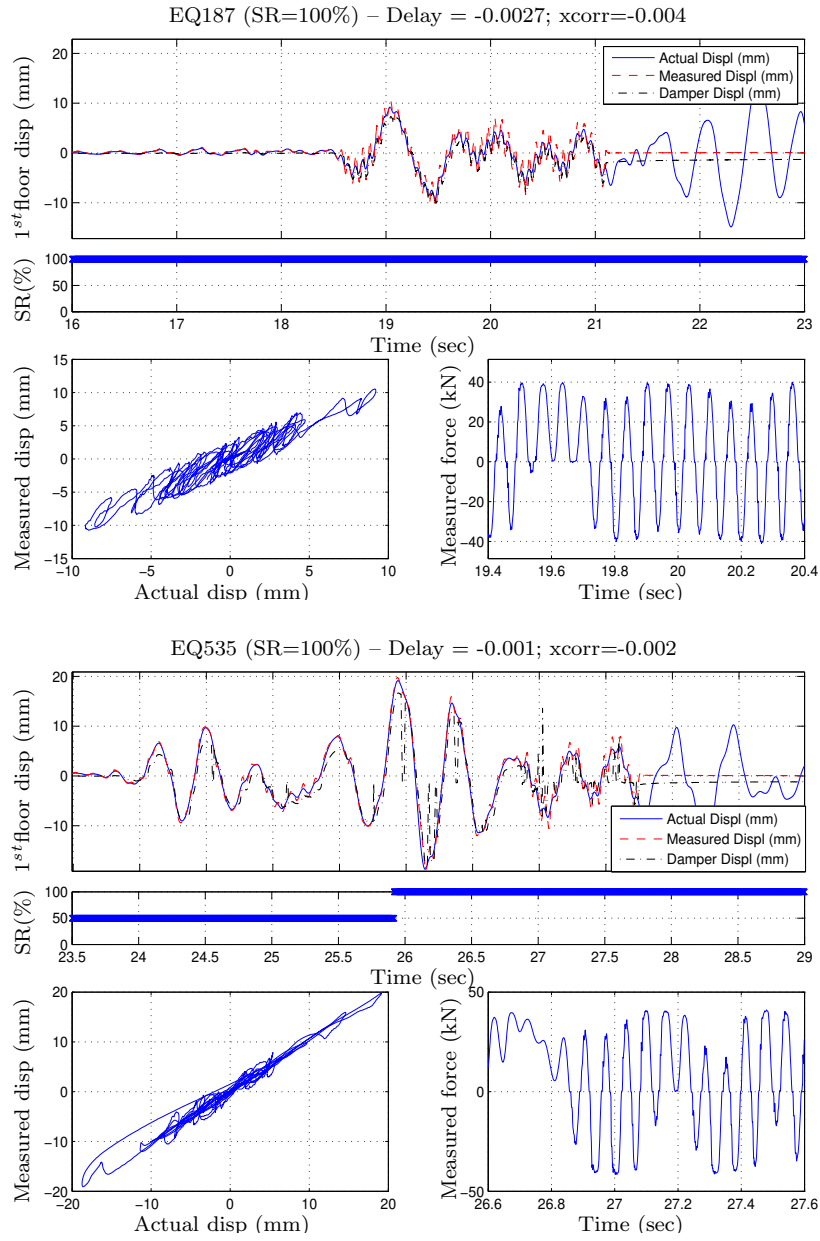 EQ187 (SR=100%) – Delay = -0.0027; xcorr=-0.004
1st floor disp (mm)
20
10
0
−10
Actual Displ (mm)
Measured Displ (mm)
Damper Displ (mm)
SR(%)
100
50
0
16 17 18 19 20 21 22 23
Time (sec)
Measured disp (mm)
15
10
5
0
−5
−10
−15
−10 −5 0 5 10
Actual disp (mm)
Measured force (kN)
40
20
0
−20
−40
19.4 19.6 19.8 20 20.2 20.4
Time (sec)
EQ535 (SR=100%) – Delay = -0.001; xcorr=-0.002
1st floor disp (mm)
20
10
0
−10
Actual Displ (mm)
Measured Displ (mm)
Damper Displ (mm)
SR(%)
100
50
0
23.5 24 24.5 25 25.5 26 26.5 27 27.5 28 28.5 29
Time (sec)
Measured disp (mm)
20
10
0
−10
−20
−20 −10 0 10 20
Actual disp (mm)
Measured force (kN)
50
0
−50
26.6 26.8 27 27.2 27.4 27.6
Time (sec)